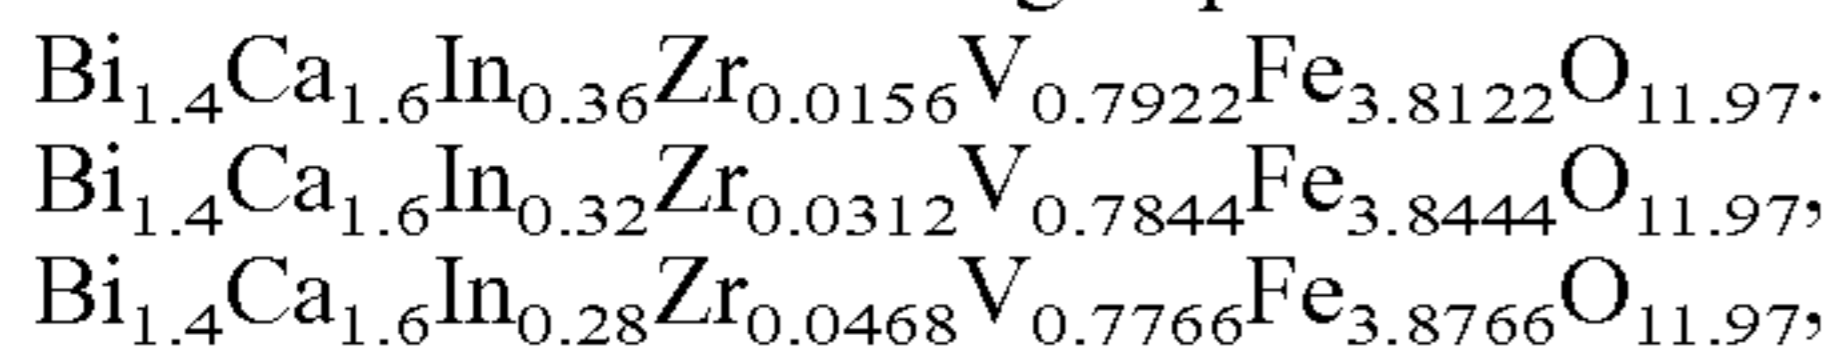 Bi₁.₄Ca₁.₆In₀.₃₆Zr₀.₀₁₅₆V₀.₇₉₂₂Fe₃.₈₁₂₂O₁₁.₉₇.
Bi₁.₄Ca₁.₆In₀.₃₂Zr₀.₀₃₁₂V₀.₇₈₄₄Fe₃.₈₄₄₄O₁₁.₉₇,
Bi₁.₄Ca₁.₆In₀.₂₈Zr₀.₀₄₆₈V₀.₇₇₆₆Fe₃.₈₇₆₆O₁₁.₉₇,